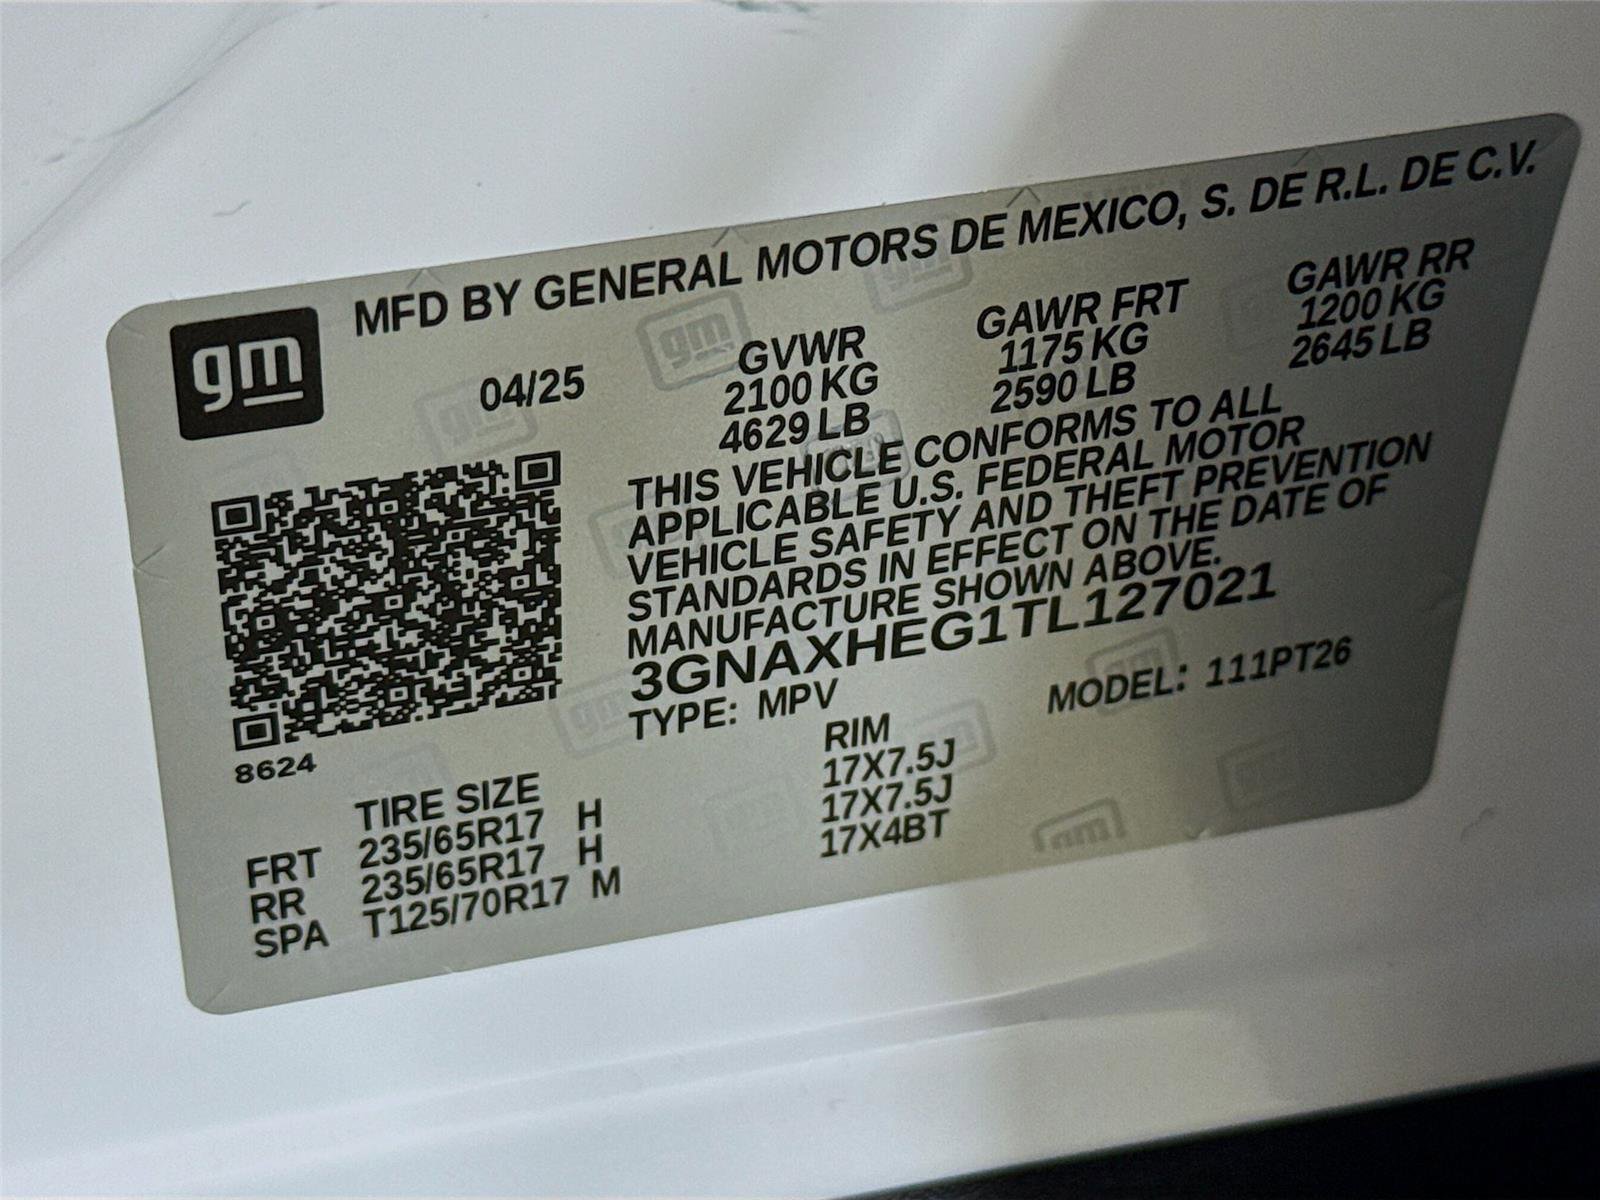 gm
MFD BY GENERAL MOTORS DE MEXICO, S. DE R.L. DE C.V.
04/25
GVWR GAWR FRT GAWR RR
2100 KG 1175 KG 1200 KG
4629 LB 2590 LB 2645 LB
THIS VEHICLE CONFORMS TO ALL
APPLICABLE U.S. FEDERAL MOTOR
VEHICLE SAFETY AND THEFT PREVENTION
STANDARDS IN EFFECT ON THE DATE OF
MANUFACTURE SHOWN ABOVE.
3GNAXHEG1TL127021
TYPE: MPV MODEL: 111PT26
8624
TIRE SIZE RIM
FRT 235/65R17 H 17X7.5J
RR 235/65R17 H 17X7.5J
SPA T125/70R17 M 17X4BT